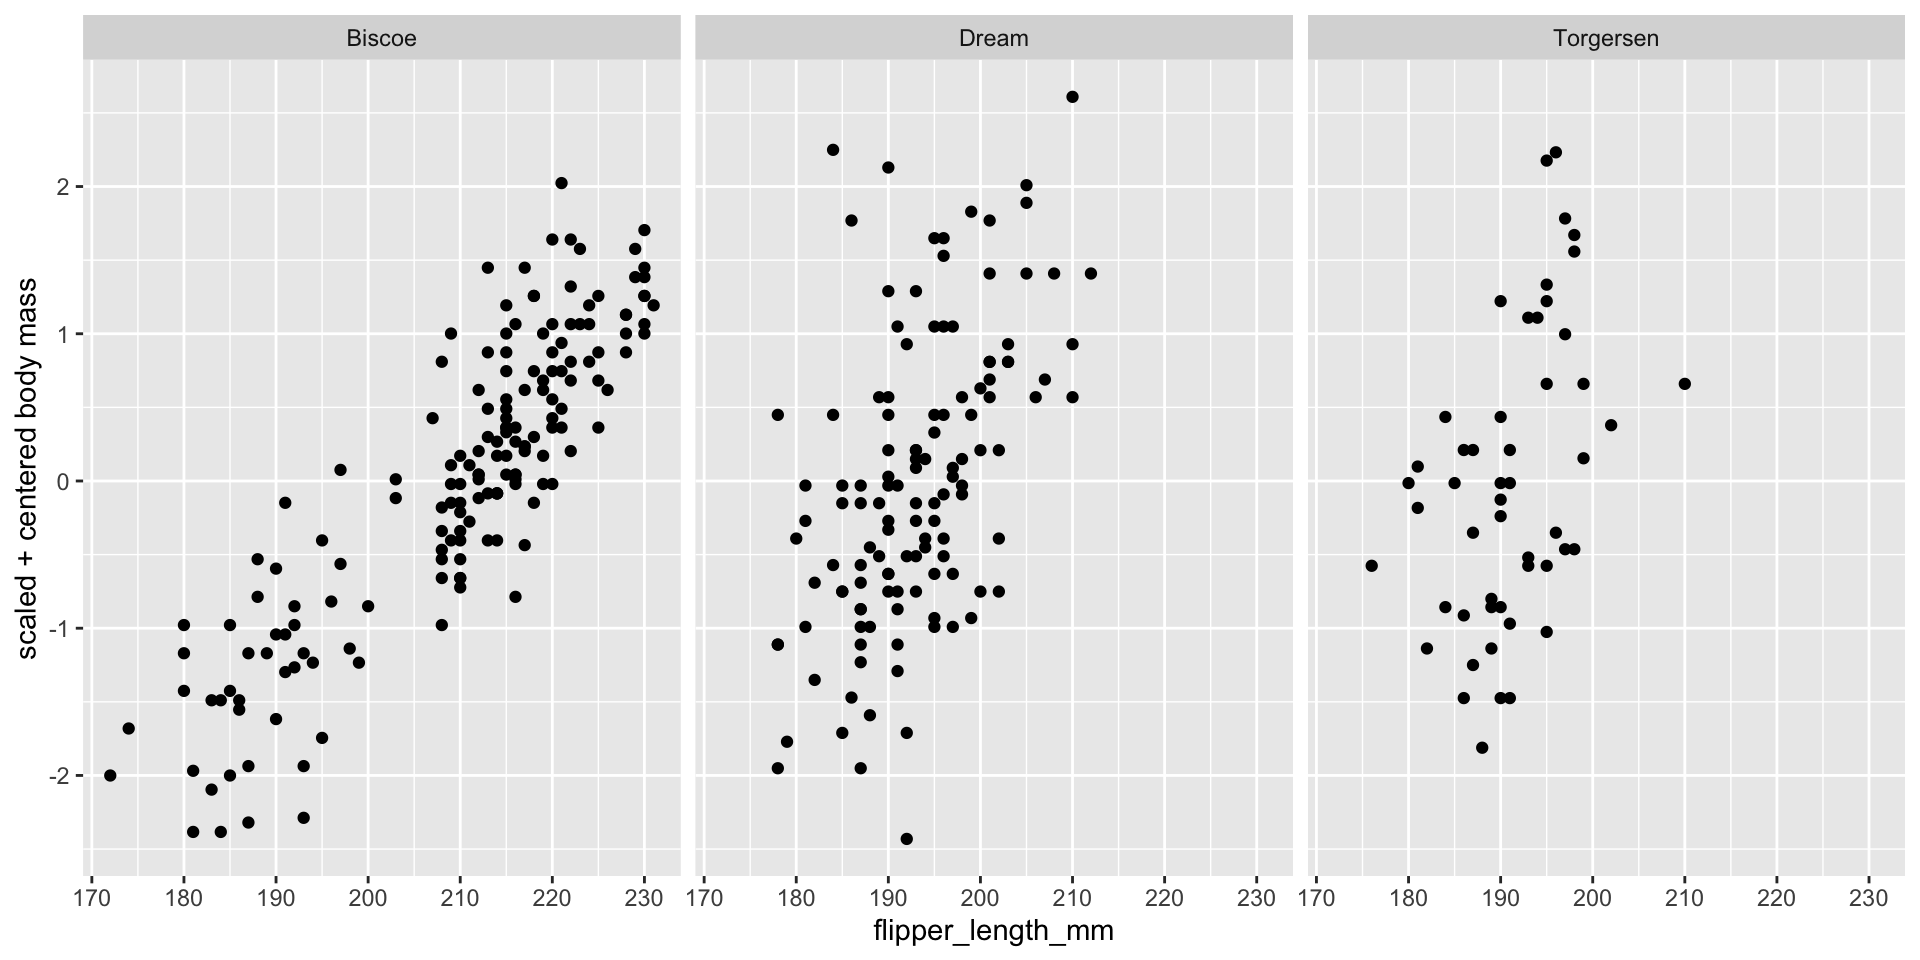 Biscoe
Dream
Torgersen
2
1
0
-1
-2
scaled + centered body mass
170 180 190 200 210 220 230
170 180 190 200 210 220 230
170 180 190 200 210 220 230
flipper_length_mm